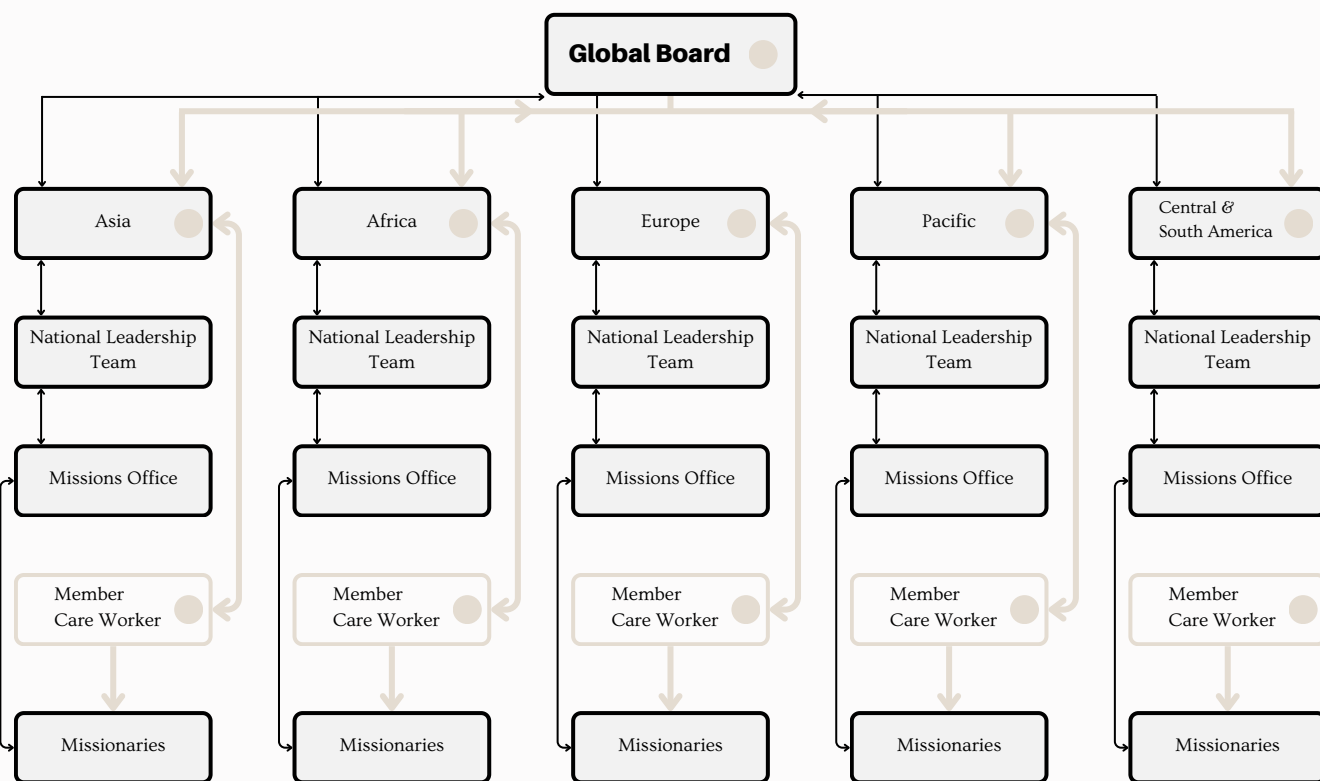 Global Board
Asia
Africa
Europe
Pacific
Central &
South America
National Leadership
Team
National Leadership
Team
National Leadership
Team
National Leadership
Team
National Leadership
Team
Missions Office
Missions Office
Missions Office
Missions Office
Missions Office
Member
Care Worker
Member
Care Worker
Member
Care Worker
Member
Care Worker
Member
Care Worker
Missionaries
Missionaries
Missionaries
Missionaries
Missionaries